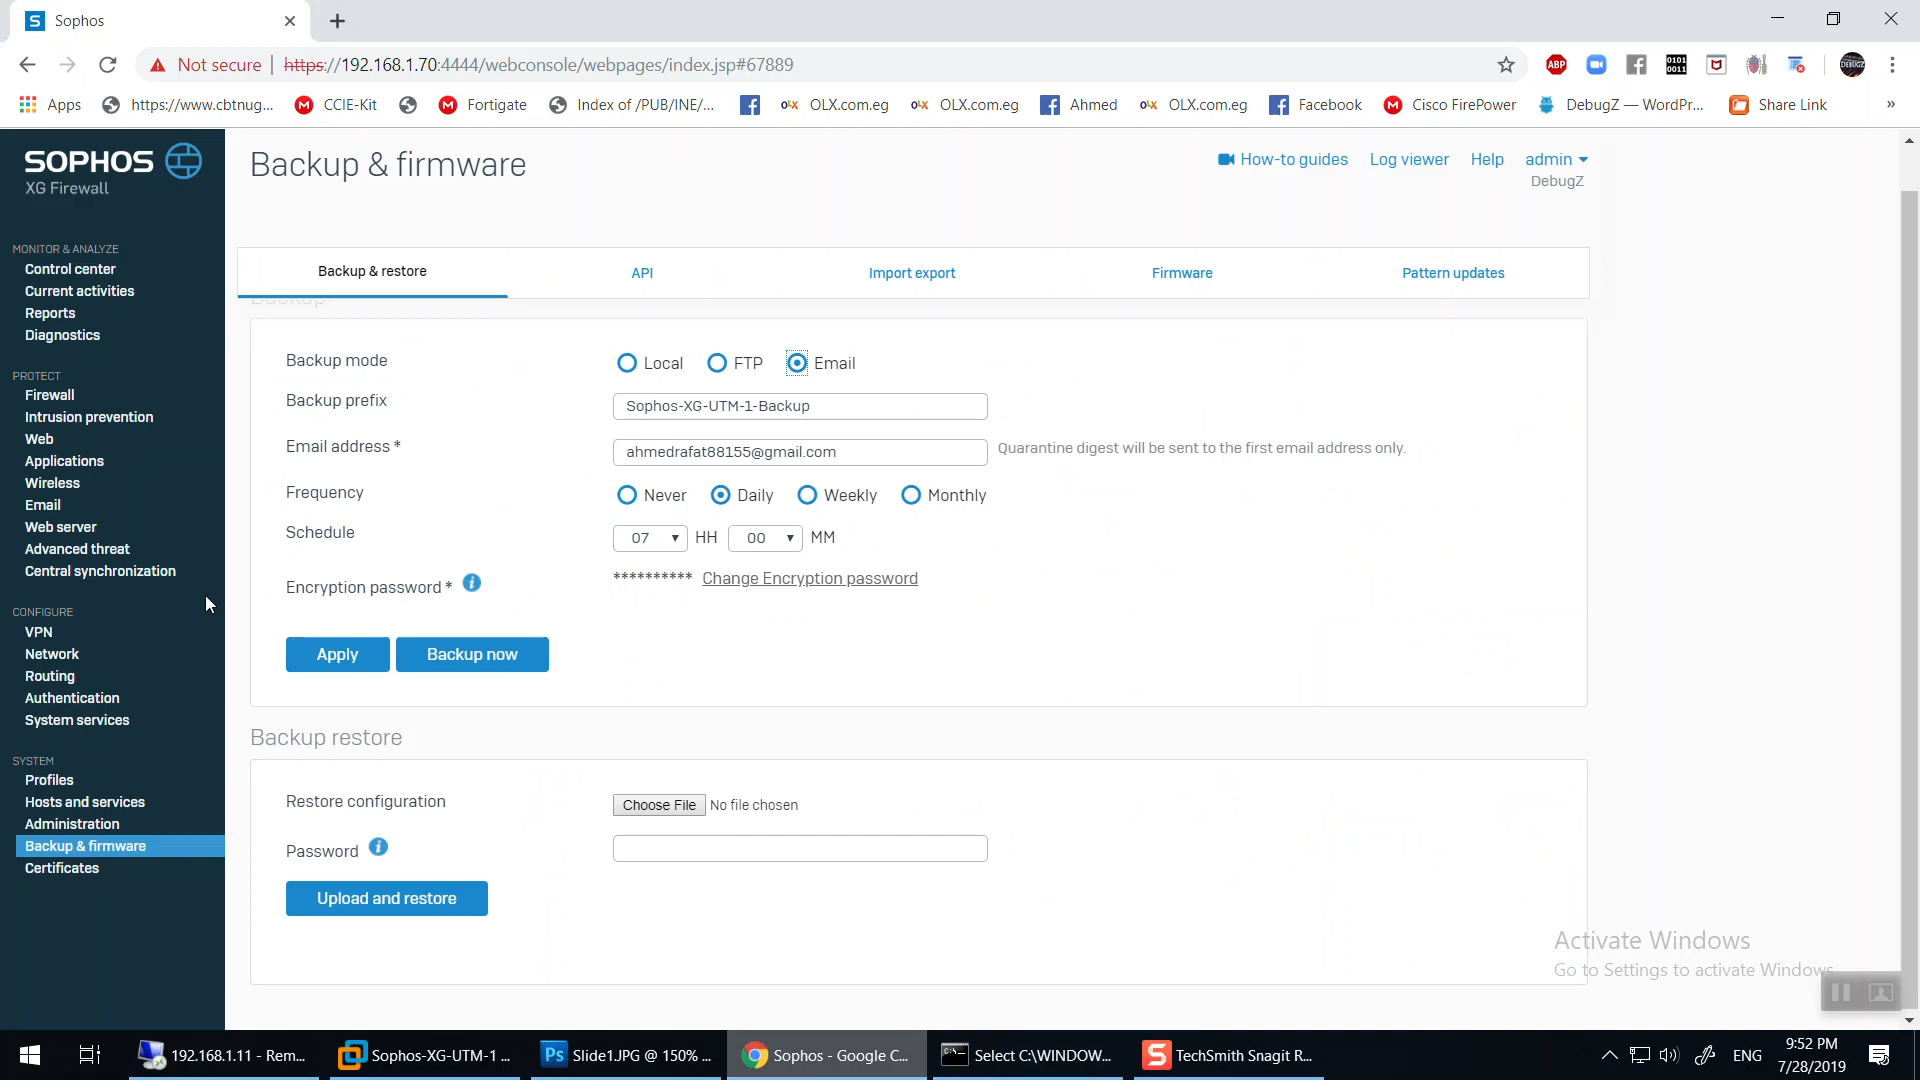 Sophos
Not secure | https://192.168.1.70:4444/webconsole/webpages/index.jsp#67889
ABP
0101
0011
DEBUGZ
Apps
https://www.cbtnug...
CCIE-Kit
Fortigate
Index of /PUB/INE/...
OLX.com.eg
OLX.com.eg
Ahmed
OLX.com.eg
Facebook
Cisco FirePower
DebugZ — WordPr...
Share Link
»
SOPHOS
XG Firewall
Backup & firmware
How-to guides
Log viewer
Help
admin
DebugZ
MONITOR & ANALYZE
Control center
Current activities
Reports
Diagnostics
PROTECT
Firewall
Intrusion prevention
Web
Applications
Wireless
Email
Web server
Advanced threat
Central synchronization
CONFIGURE
VPN
Network
Routing
Authentication
System services
SYSTEM
Profiles
Hosts and services
Administration
Backup & firmware
Certificates
Backup & restore
API
Import export
Firmware
Pattern updates
Backup
Backup mode
Local
FTP
Email
Backup prefix
Sophos-XG-UTM-1-Backup
Email address *
ahmedrafat88155@gmail.com
Quarantine digest will be sent to the first email address only.
Frequency
Never
Daily
Weekly
Monthly
Schedule
07
HH
00
MM
Encryption password *
********** Change Encryption password
Apply
Backup now
Backup restore
Restore configuration
Choose File No file chosen
Password
Upload and restore
Activate Windows
Go to Settings to activate Windows.
192.168.1.11 - Rem...
Sophos-XG-UTM-1 ...
Ps
Slide1.JPG @ 150% ...
Sophos - Google C...
Select C:\WINDOW...
TechSmith Snagit R...
ENG
9:52 PM
7/28/2019